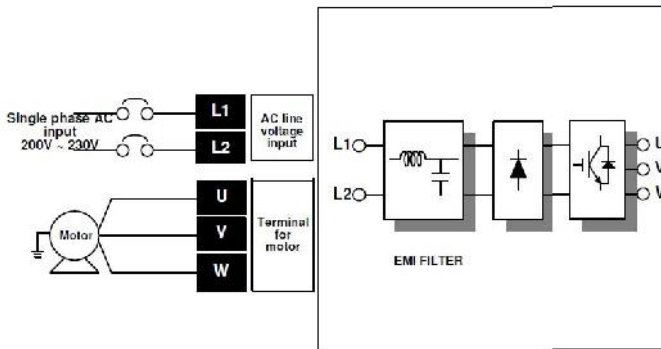 Single phase AC
input
200V ~ 230V
L1
L2
AC line
voltage
input
U
V
W
Terminal
for
motor
Motor
L1
L2
EMI FILTER
U
V